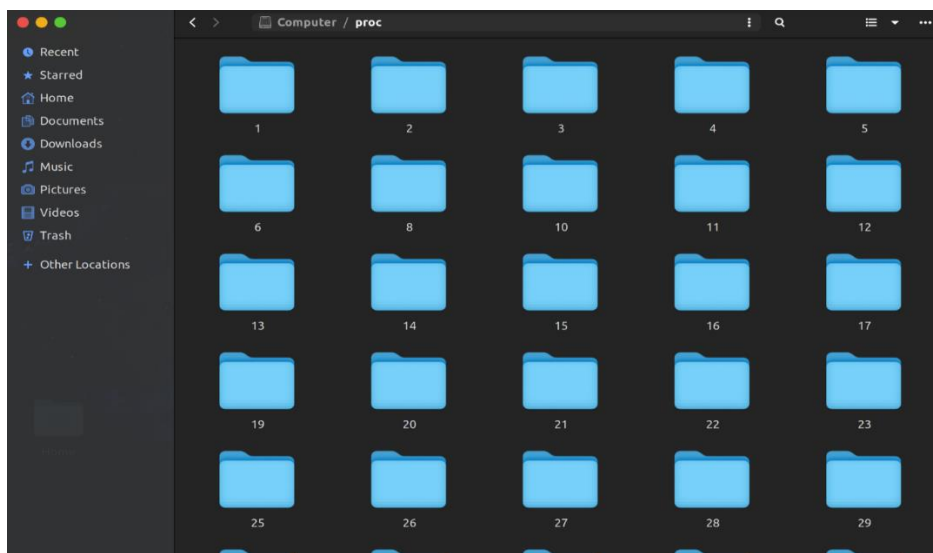 Computer / proc
Recent
Starred
Home
Documents
Downloads
Music
Pictures
Videos
Trash
+ Other Locations
1 2 3 4 5
6 8 10 11 12
13 14 15 16 17
19 20 21 22 23
25 26 27 28 29